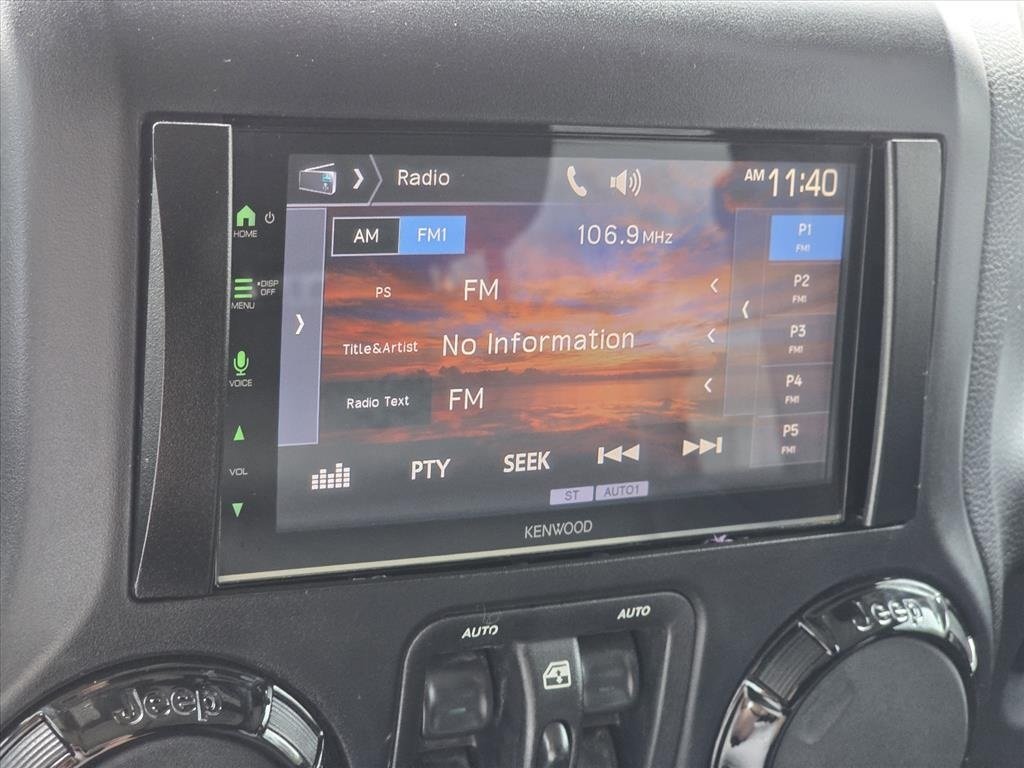 Radio
AM 11:40
HOME
AM FM1 106.9MHz
P1
FM1
DISP
OFF
MENU
PS FM
P2
FM1
Title&Artist No Information
P3
FM1
VOICE
Radio Text FM
P4
FM1
P5
FM1
VOL
PTY SEEK
ST AUTO1
KENWOOD
AUTO AUTO
Jeep
Jeep